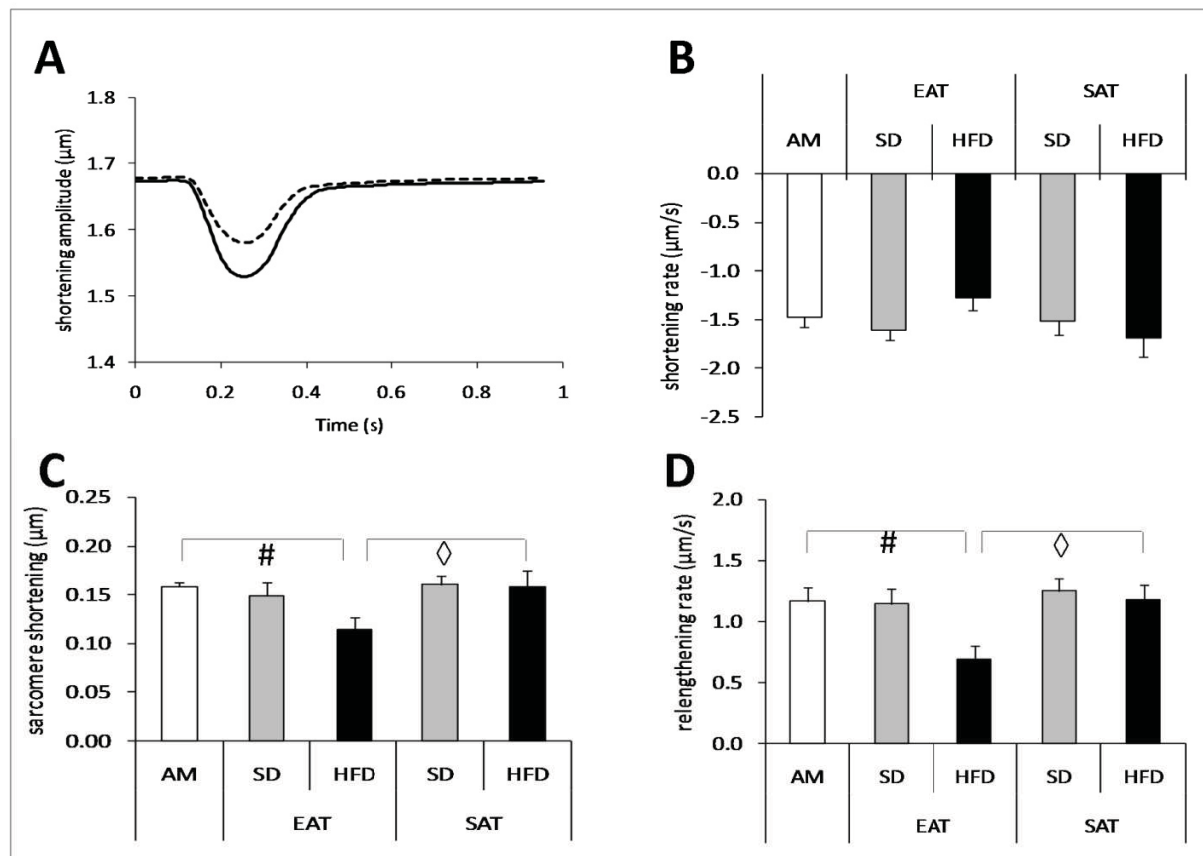 A
shortening amplitude (µm)
1.8
1.7
1.6
1.5
1.4
0 0.2 0.4 0.6 0.8 1
Time (s)
B
EAT SAT
AM SD HFD SD HFD
shortening rate (µm/s)
0.0
-0.5
-1.0
-1.5
-2.0
-2.5
C
sarcomere shortening (µm)
0.25
0.20
0.15
0.10
0.05
0.00
# ◊
AM SD HFD SD HFD
EAT SAT
D
relengthening rate (µm/s)
2.0
1.5
1.0
0.5
0.0
# ◊
AM SD HFD SD HFD
EAT SAT